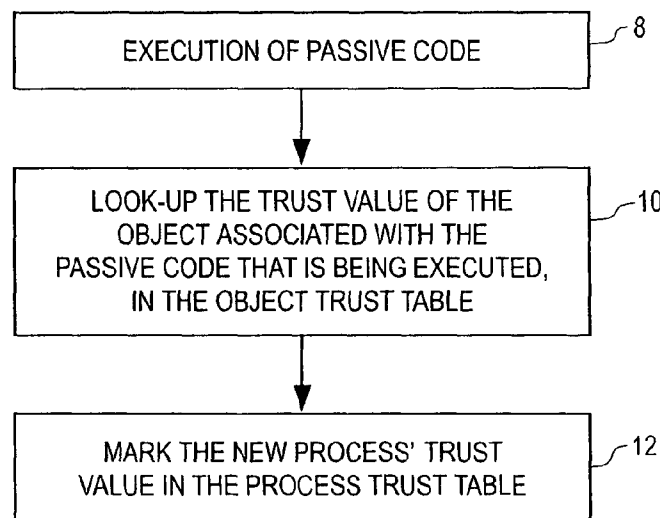 EXECUTION OF PASSIVE CODE
8
LOOK-UP THE TRUST VALUE OF THE
OBJECT ASSOCIATED WITH THE
PASSIVE CODE THAT IS BEING EXECUTED,
IN THE OBJECT TRUST TABLE
10
MARK THE NEW PROCESS' TRUST
VALUE IN THE PROCESS TRUST TABLE
12